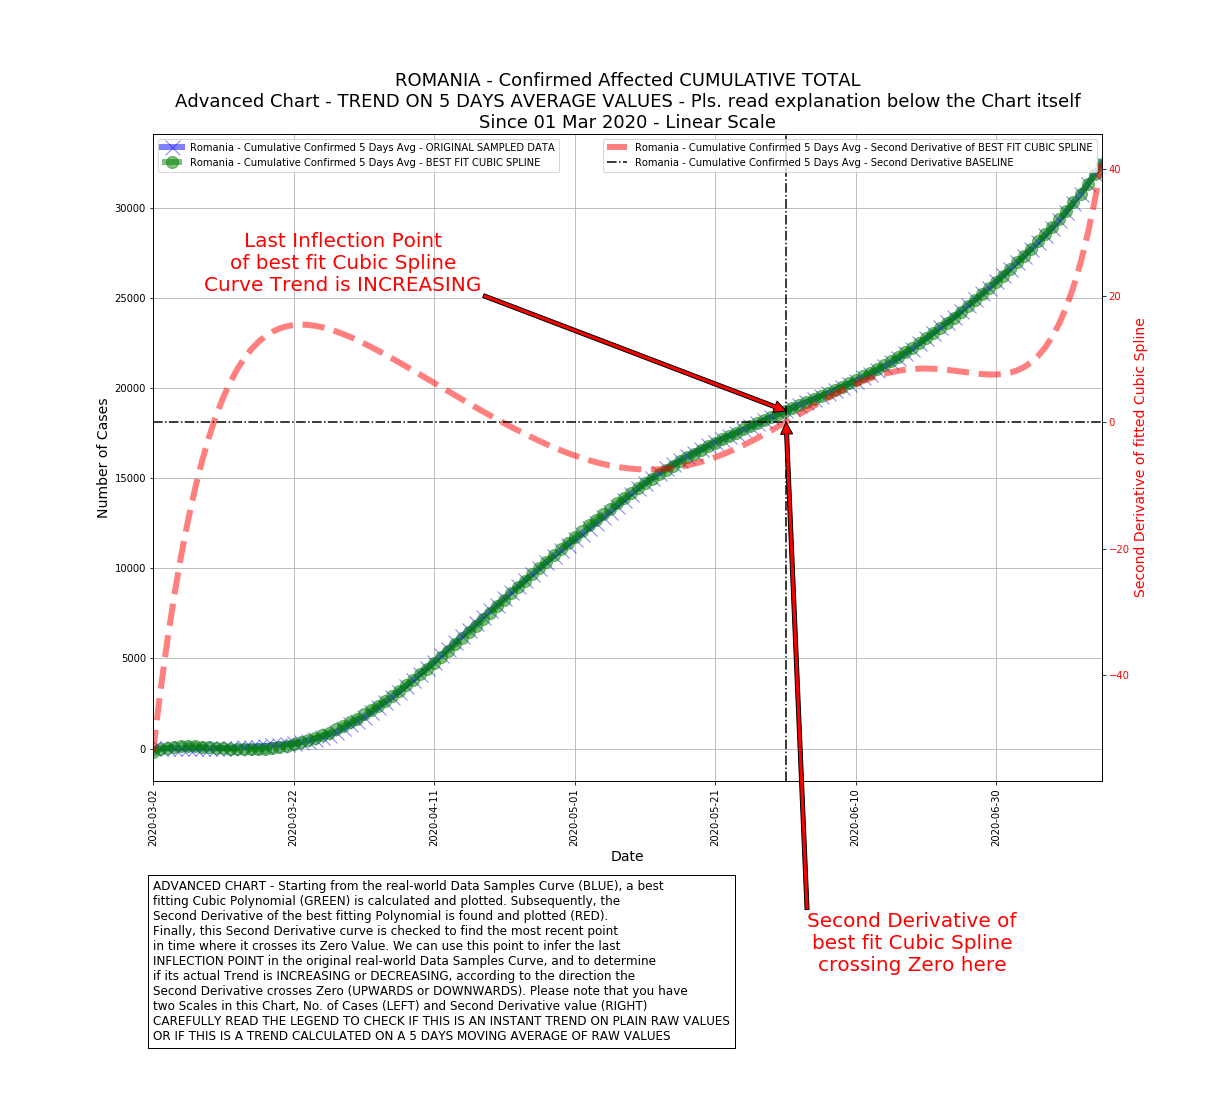 ROMANIA - Confirmed Affected CUMULATIVE TOTAL
Advanced Chart - TREND ON 5 DAYS AVERAGE VALUES - Pls. read explanation below the Chart itself
Since 01 Mar 2020 - Linear Scale
Romania - Cumulative Confirmed 5 Days Avg - ORIGINAL SAMPLED DATA
Romania - Cumulative Confirmed 5 Days Avg - BEST FIT CUBIC SPLINE
Romania - Cumulative Confirmed 5 Days Avg - Second Derivative of BEST FIT CUBIC SPLINE
Romania - Cumulative Confirmed 5 Days Avg - Second Derivative BASELINE
Last Inflection Point
of best fit Cubic Spline
Curve Trend is INCREASING
Number of Cases
30000
25000
20000
15000
10000
5000
0
40
20
0
−20
−40
Second Derivative of fitted Cubic Spline
2020-03-02
2020-03-22
2020-04-11
2020-05-01
2020-05-21
2020-06-10
2020-06-30
Date
Second Derivative of
best fit Cubic Spline
crossing Zero here
ADVANCED CHART - Starting from the real-world Data Samples Curve (BLUE), a best
fitting Cubic Polynomial (GREEN) is calculated and plotted. Subsequently, the
Second Derivative of the best fitting Polynomial is found and plotted (RED).
Finally, this Second Derivative curve is checked to find the most recent point
in time where it crosses its Zero Value. We can use this point to infer the last
INFLECTION POINT in the original real-world Data Samples Curve, and to determine
if its actual Trend is INCREASING or DECREASING, according to the direction the
Second Derivative crosses Zero (UPWARDS or DOWNWARDS). Please note that you have
two Scales in this Chart, No. of Cases (LEFT) and Second Derivative value (RIGHT)
CAREFULLY READ THE LEGEND TO CHECK IF THIS IS AN INSTANT TREND ON PLAIN RAW VALUES
OR IF THIS IS A TREND CALCULATED ON A 5 DAYS MOVING AVERAGE OF RAW VALUES